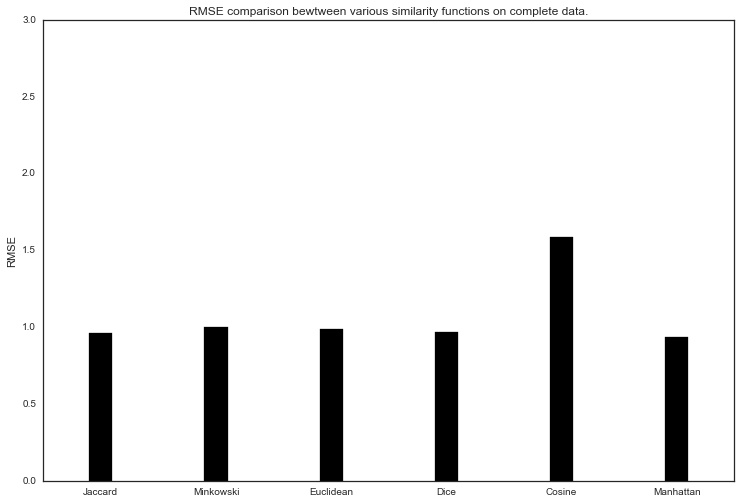 RMSE comparison bewtween various similarity functions on complete data.
3.0
2.5
2.0
1.5
1.0
0.5
0.0
RMSE
Jaccard
Minkowski
Euclidean
Dice
Cosine
Manhattan